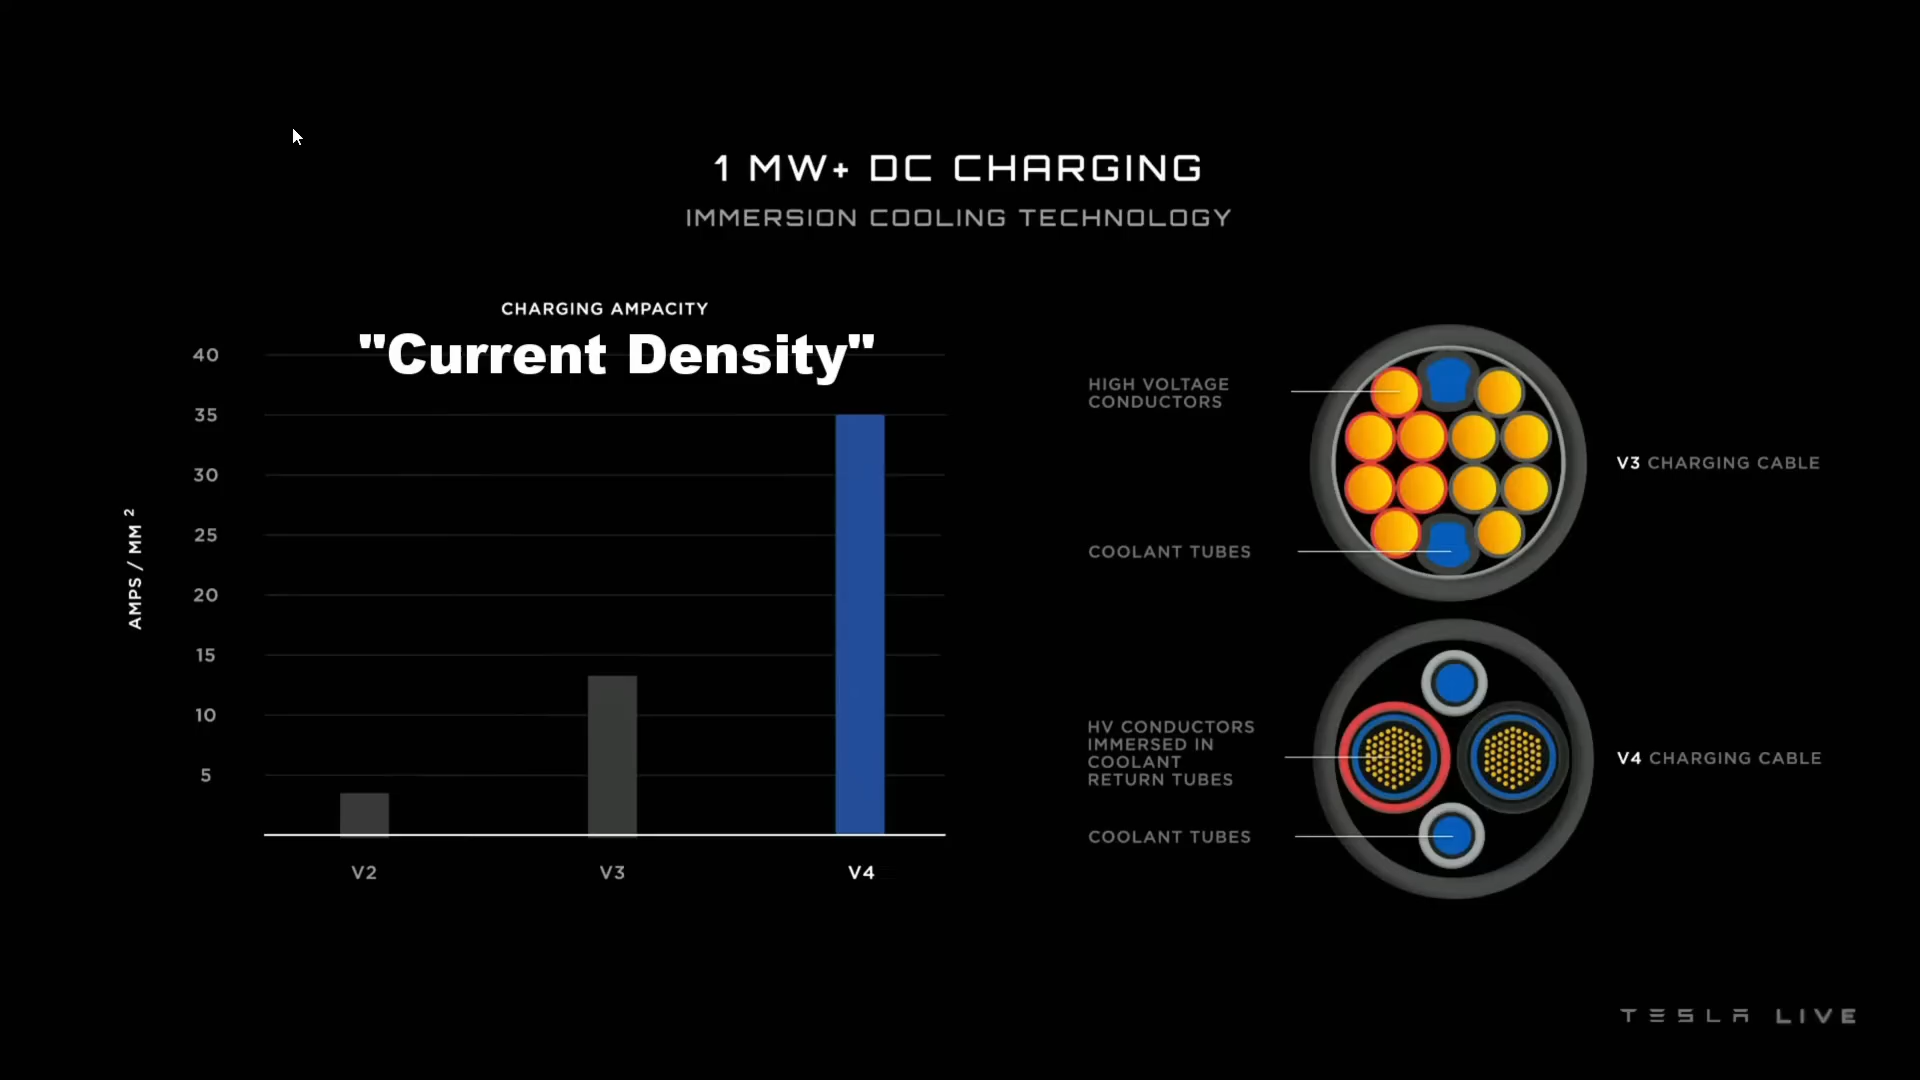 1 MW+ DC CHARGING
IMMERSION COOLING TECHNOLOGY
CHARGING AMPACITY
"Current Density"
40
35
30
25
20
15
10
5
AMPS / MM ²
V2
V3
V4
HIGH VOLTAGE
CONDUCTORS
COOLANT TUBES
V3 CHARGING CABLE
HV CONDUCTORS
IMMERSED IN
COOLANT
RETURN TUBES
COOLANT TUBES
V4 CHARGING CABLE
TESLA LIVE